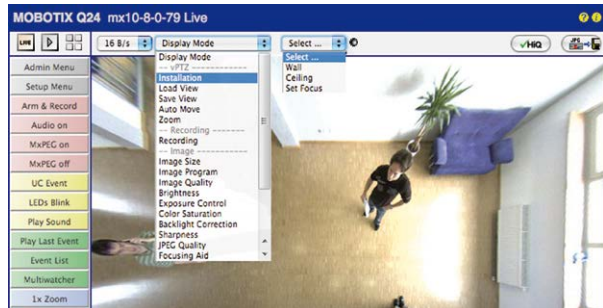 MOBOTIX Q24 mx10-8-0-79 Live
LIVE
16 B/s
Display Mode
Select ...
HiQ
JPG
Admin Menu
Setup Menu
Arm & Record
Audio on
MxPEG on
MxPEG off
UC Event
LEDs Blink
Play Sound
Play Last Event
Event List
Multiwatcher
1x Zoom
Display Mode
-- vPTZ --------------
Installation
Load View
Save View
Auto Move
Zoom
-- Recording -------
Recording
-- Image -----------
Image Size
Image Program
Image Quality
Brightness
Exposure Control
Color Saturation
Backlight Correction
Sharpness
JPEG Quality
Focusing Aid
Select ...
Wall
Ceiling
Set Focus